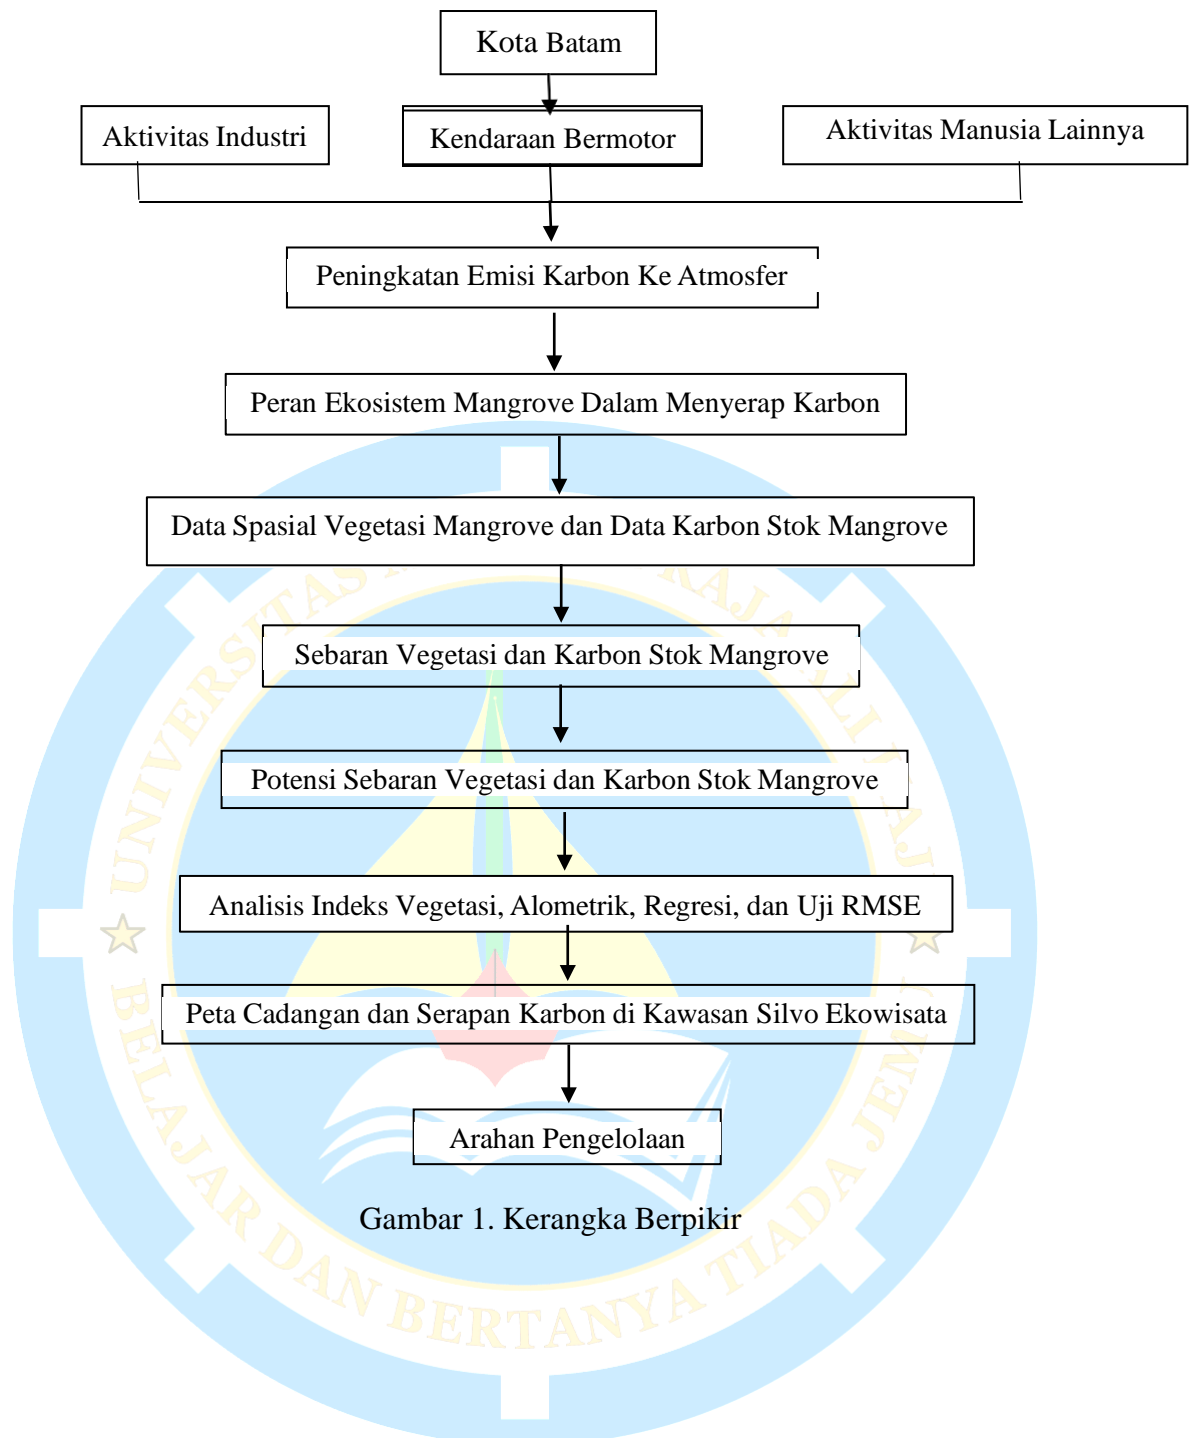 Kota Batam
Aktivitas Industri
Kendaraan Bermotor
Aktivitas Manusia Lainnya
Peningkatan Emisi Karbon Ke Atmosfer
Peran Ekosistem Mangrove Dalam Menyerap Karbon
Data Spasial Vegetasi Mangrove dan Data Karbon Stok Mangrove
Sebaran Vegetasi dan Karbon Stok Mangrove
Potensi Sebaran Vegetasi dan Karbon Stok Mangrove
Analisis Indeks Vegetasi, Alometrik, Regresi, dan Uji RMSE
Peta Cadangan dan Serapan Karbon di Kawasan Silvo Ekowisata
Arahan Pengelolaan
Gambar 1. Kerangka Berpikir
UNIVERSITAS
BELAJAR DAN BERTANYA TIADA